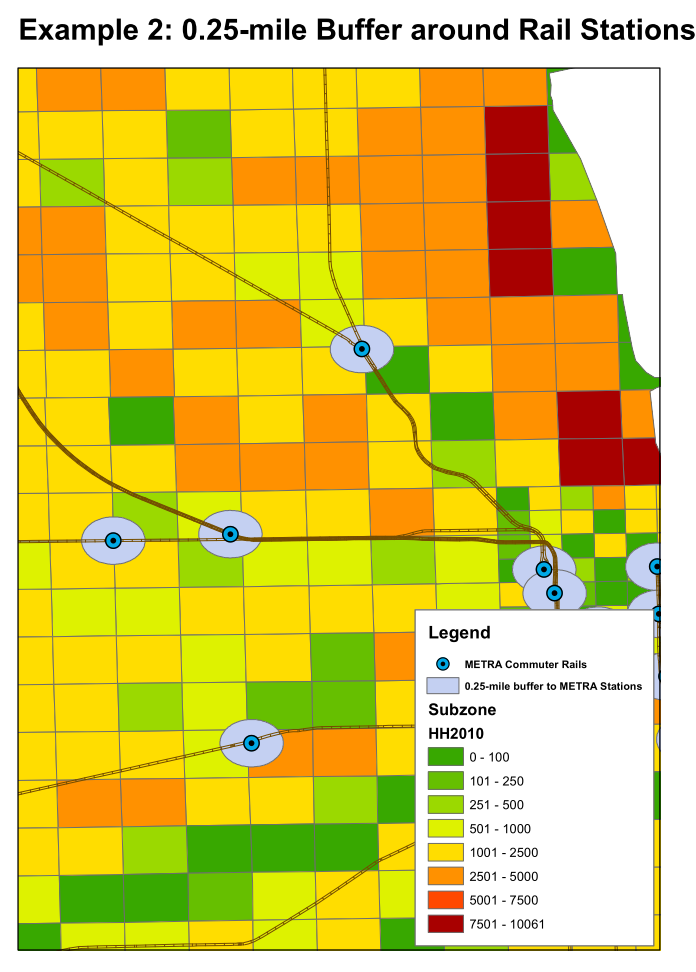 Example 2: 0.25-mile Buffer around Rail Stations
Legend
METRA Commuter Rails
0.25-mile buffer to METRA Stations
Subzone
HH2010
0 - 100
101 - 250
251 - 500
501 - 1000
1001 - 2500
2501 - 5000
5001 - 7500
7501 - 10061